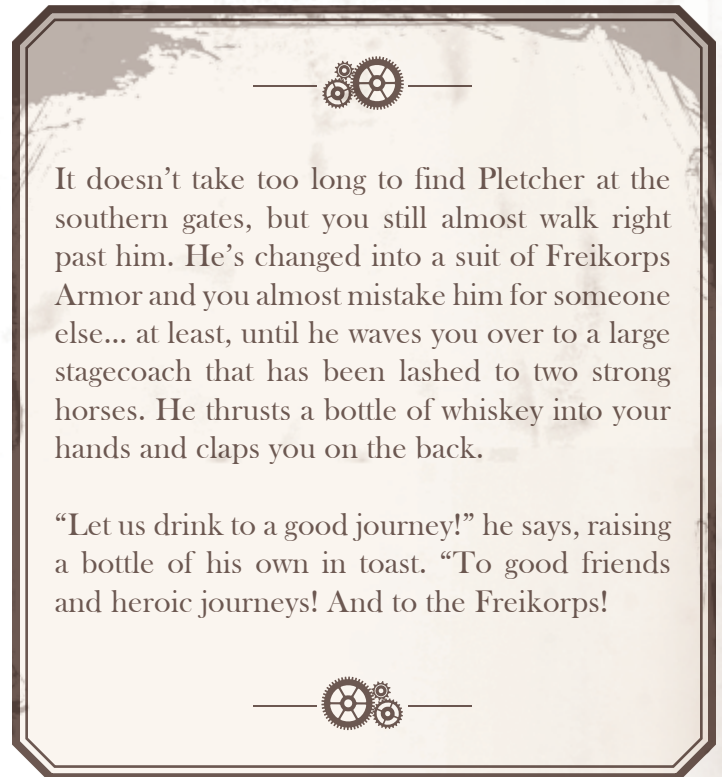 It doesn’t take too long to find Pletcher at the
southern gates, but you still almost walk right
past him. He’s changed into a suit of Freikorps
Armor and you almost mistake him for someone
else... at least, until he waves you over to a large
stagecoach that has been lashed to two strong
horses. He thrusts a bottle of whiskey into your
hands and claps you on the back.
“Let us drink to a good journey!” he says, raising
a bottle of his own in toast. “To good friends
and heroic journeys! And to the Freikorps!